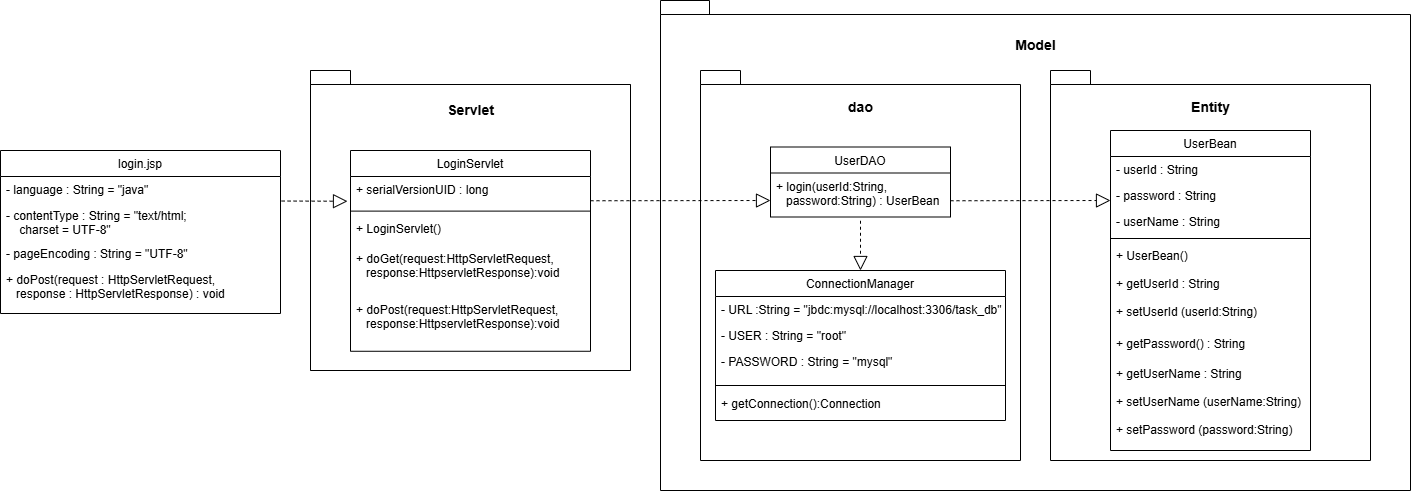 login.jsp
- language : String = "java"
- contentType : String = "text/html;
charset = UTF-8"
- pageEncoding : String = "UTF-8"
+ doPost(request : HttpServletRequest,
response : HttpServletResponse) : void
Servlet
LoginServlet
+ serialVersionUID : long
+ LoginServlet()
+ doGet(request:HttpServletRequest,
response:HttpservletResponse):void
+ doPost(request:HttpServletRequest,
response:HttpservletResponse):void
Model
dao
UserDAO
+ login(userId:String,
password:String) : UserBean
ConnectionManager
- URL :String = "jbdc:mysql://localhost:3306/task_db"
- USER : String = "root"
- PASSWORD : String = "mysql"
+ getConnection():Connection
Entity
UserBean
- userId : String
- password : String
- userName : String
+ UserBean()
+ getUserId : String
+ setUserId (userId:String)
+ getPassword() : String
+ getUserName : String
+ setUserName (userName:String)
+ setPassword (password:String)